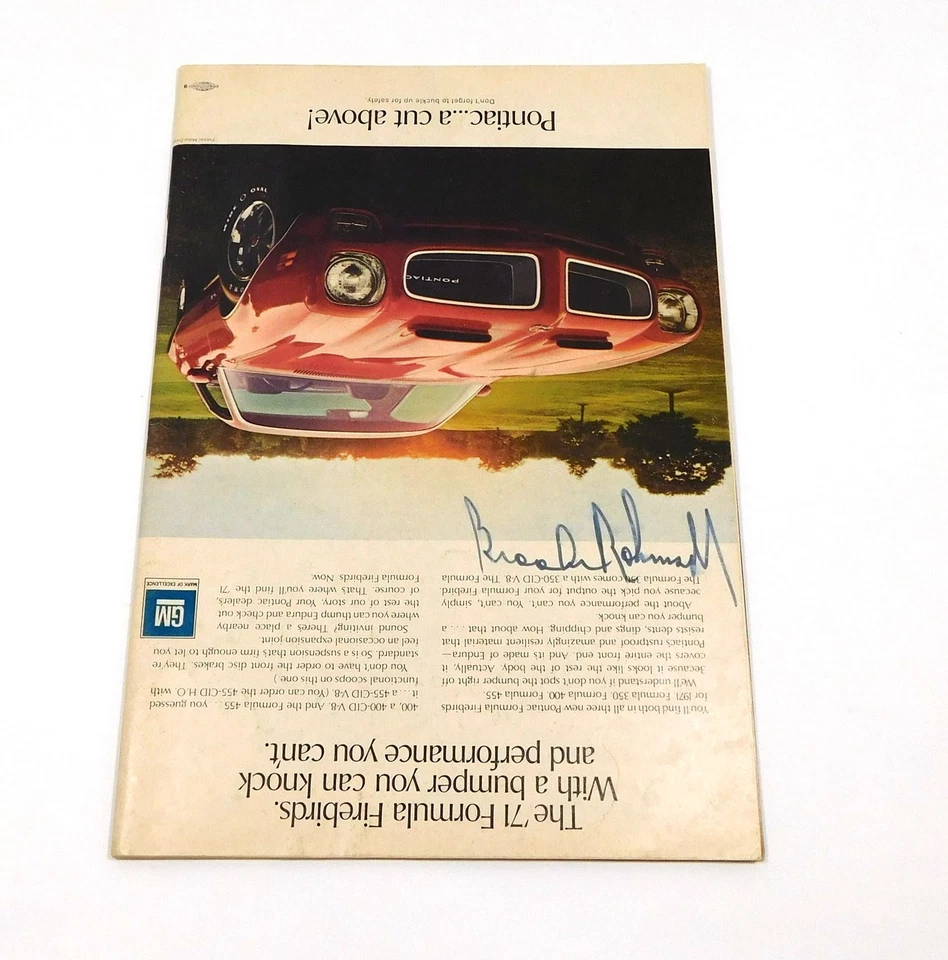 The '71 Formula Firebirds.
With a bumper you can knock
and performance you can't.
You'll find both in all three new Pontiac Formula Firebirds
for 1971. Formula 350, Formula 400, Formula 455.
We'll understand if you don't spot the bumper right off
Because it looks like the rest of the body. Actually, it
covers the entire front end. And its made of Endura—
Pontiac's rustproof and amazingly resilient material that
resists dents, dings and chipping. How about that . . . a
bumper you can knock
About the performance you can't. You can't, simply
because you pick the output for your Formula Firebird
The Formula 350 comes with a 350-CID V-8. The Formula
400, a 400-CID V-8. And the Formula 455 . . . you guessed
it . . . a 455-CID V-8. (You can order the 455-CID H.O. with
functional scoops on this one.)
You don't have to order the front disc brakes. They're
standard. So is a suspension that's firm enough to let you
feel an occasional expansion joint.
Sound inviting? There's a place nearby
where you can thump Endura and check out
the rest of our story. Your Pontiac dealers,
of course. That's where you'll find the '71
Formula Firebirds. Now.
GM
MARK OF EXCELLENCE
Brooks Robinson
PONTIAC
Pontiac...a cut above!
Don't forget to buckle up for safety.